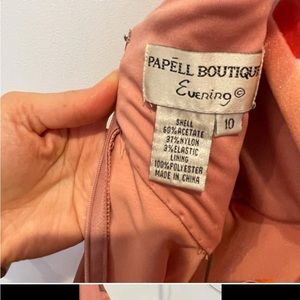 PAPELL BOUTIQUE
Evening©
10
SHELL
60%ACETATE
37%NYLON
3%ELASTIC
LINING
100%POLYESTER
MADE IN CHINA